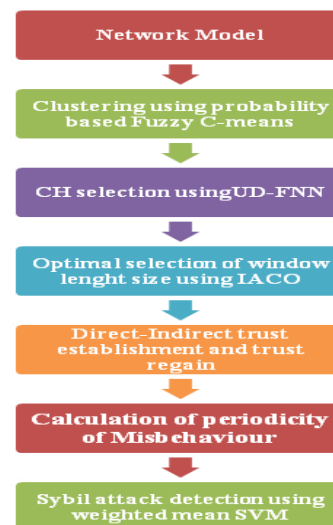 Network Model
Clustering using probability
based Fuzzy C-means
CH selection usingUD-FNN
Optimal selection of window
lenght size using IACO
Direct-Indirect trust
establishment and trust
regain
Calculation of periodicity
of Misbehaviour
Sybil attack detection using
weighted mean SVM